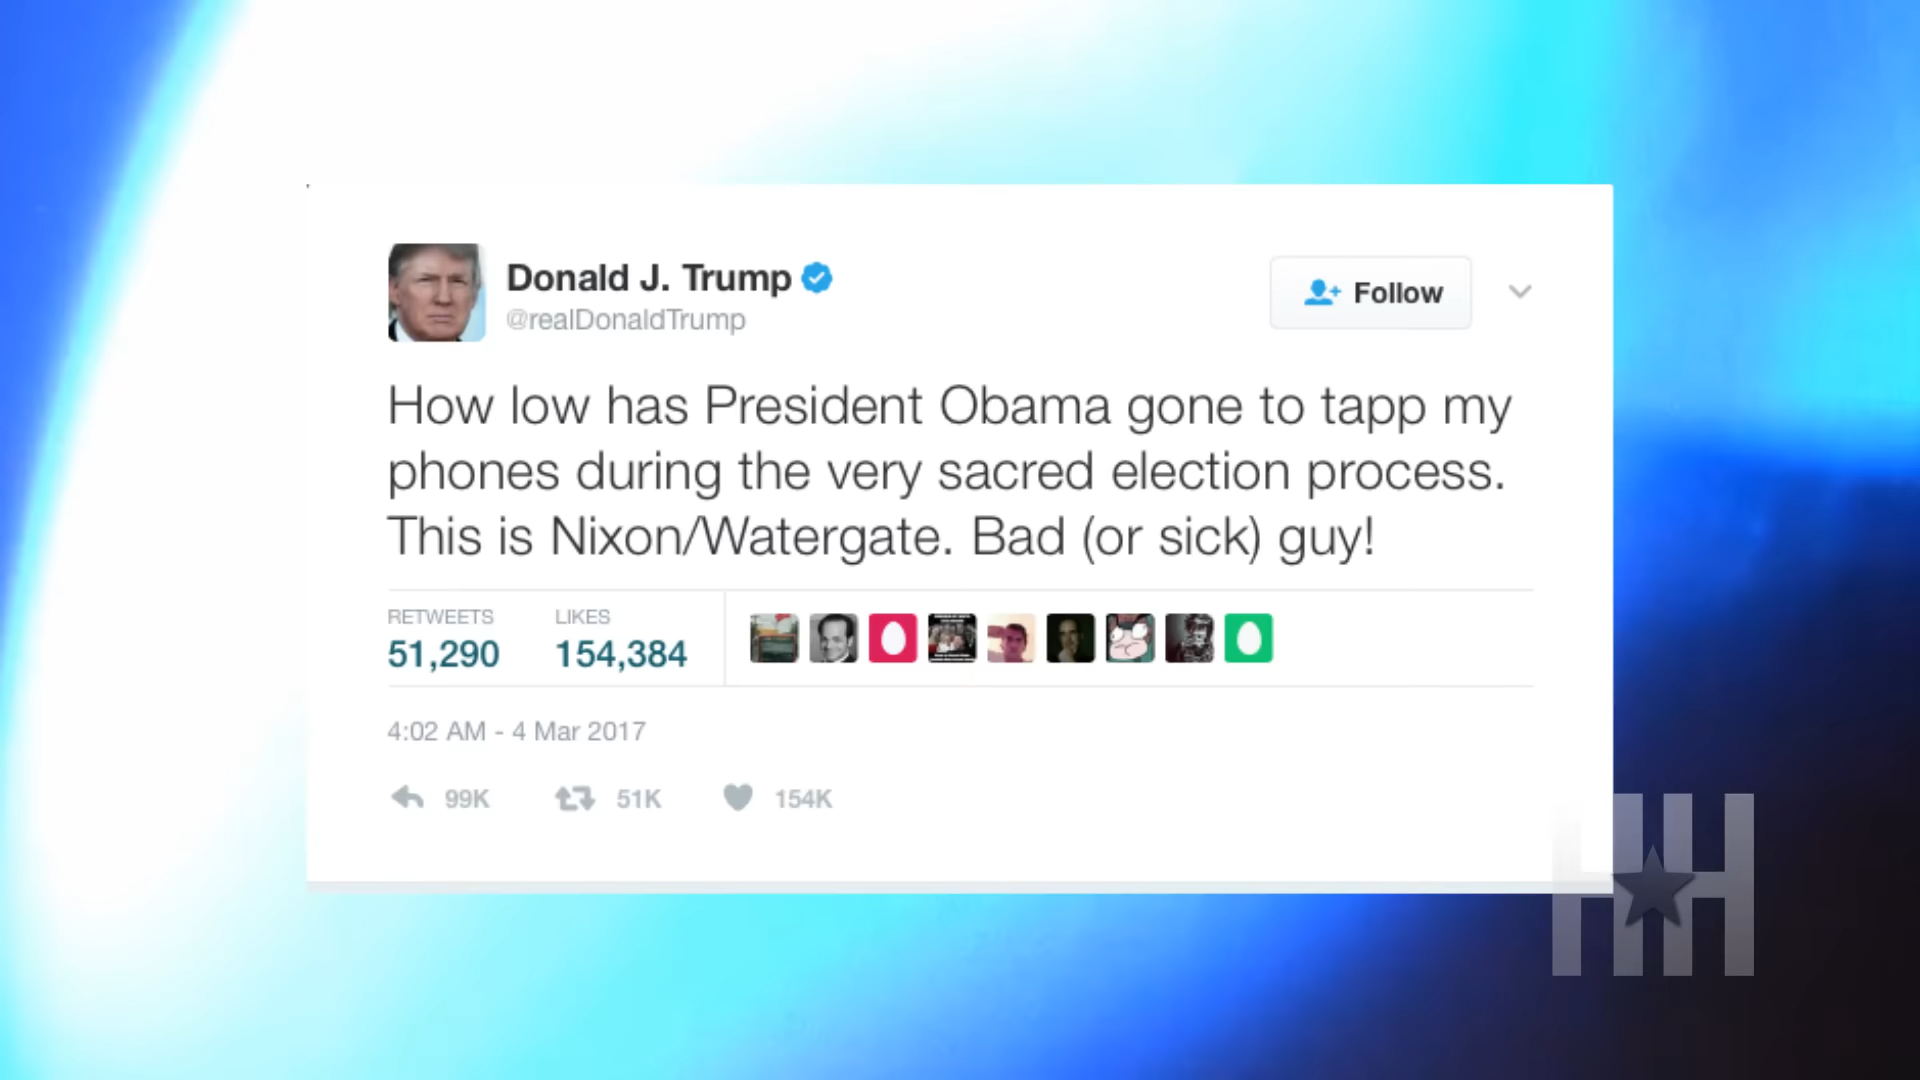 Donald J. Trump
@realDonaldTrump
Follow
How low has President Obama gone to tapp my
phones during the very sacred election process.
This is Nixon/Watergate. Bad (or sick) guy!
RETWEETS LIKES
51,290 154,384
4:02 AM - 4 Mar 2017
99K 51K 154K
HH